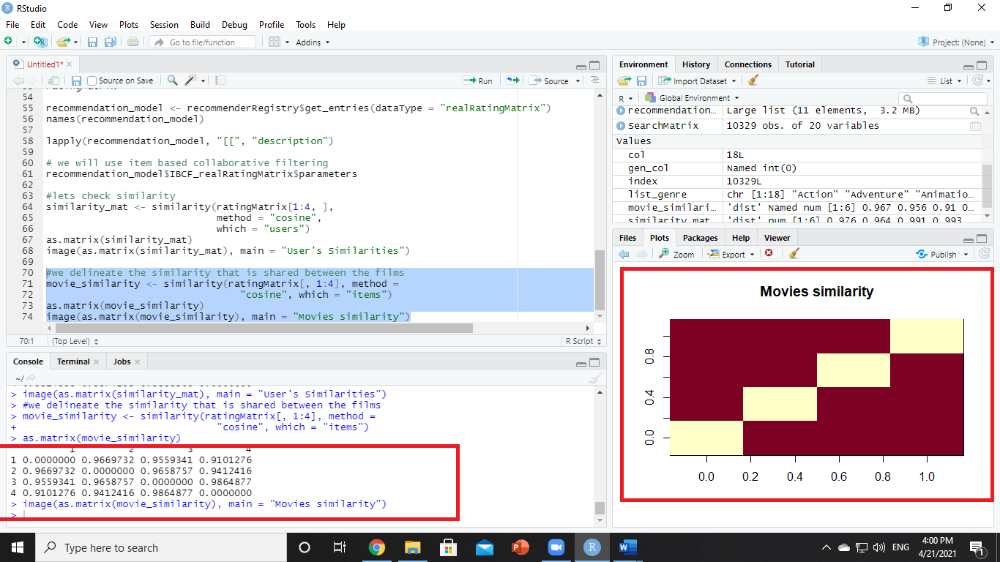 RStudio
File Edit Code View Plots Session Build Debug Profile Tools Help
Go to file/function Addins Project: (None)
Untitled1*
Source on Save Run Source
54
55 recommendation_model <- recommenderRegistry$get_entries(dataType = "realRatingMatrix")
56 names(recommendation_model)
57
58 lapply(recommendation_model, "[[", "description")
59
60 # we will use item based collaborative filtering
61 recommendation_model$IBCF_realRatingMatrix$parameters
62
63 #lets check similarity
64 similarity_mat <- similarity(ratingMatrix[1:4, ],
65 method = "cosine",
66 which = "users")
67 as.matrix(similarity_mat)
68 image(as.matrix(similarity_mat), main = "User's Similarities")
69
70 #we delineate the similarity that is shared between the films
71 movie_similarity <- similarity(ratingMatrix[, 1:4], method =
72 "cosine", which = "items")
73 as.matrix(movie_similarity)
74 image(as.matrix(movie_similarity), main = "Movies similarity")
70:1 (Top Level) R Script
Console Terminal Jobs
~/
> image(as.matrix(similarity_mat), main = "User's Similarities")
> #we delineate the similarity that is shared between the films
> movie_similarity <- similarity(ratingMatrix[, 1:4], method =
+ "cosine", which = "items")
> as.matrix(movie_similarity)
1 2 3 4
1 0.0000000 0.9669732 0.9559341 0.9101276
2 0.9669732 0.0000000 0.9658757 0.9412416
3 0.9559341 0.9658757 0.0000000 0.9864877
4 0.9101276 0.9412416 0.9864877 0.0000000
> image(as.matrix(movie_similarity), main = "Movies similarity")
>
Environment History Connections Tutorial
Import Dataset List
R Global Environment
recommendation... Large list (11 elements, 3.2 MB)
SearchMatrix 10329 obs. of 20 variables
Values
col 18L
gen_col Named int(0)
index 10329L
list_genre chr [1:18] "Action" "Adventure" "Animatio...
movie_similari... 'dist' Named num [1:6] 0.967 0.956 0.91 0...
similarity_mat 'dist' num [1:6] 0.976 0.964 0.991 0.993
Files Plots Packages Help Viewer
Zoom Export Publish
Movies similarity
0.8
0.4
0.0
0.0 0.2 0.4 0.6 0.8 1.0
Type here to search
ENG
4:00 PM
4/21/2021
1